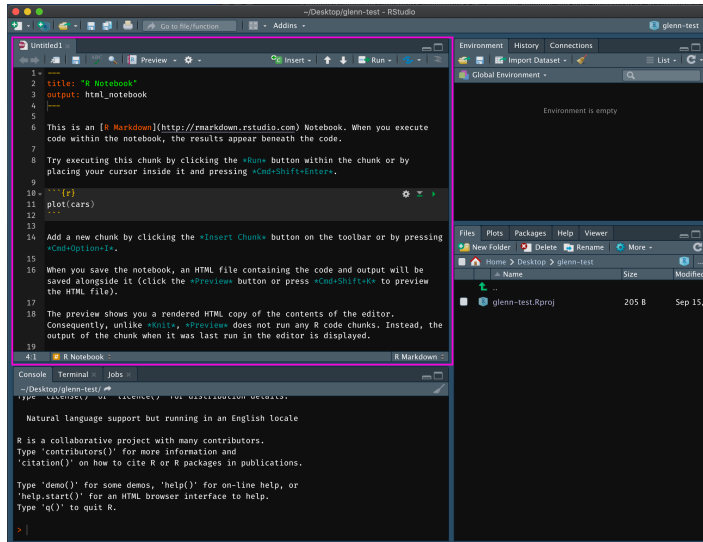 ~/Desktop/glenn-test - RStudio
Go to file/function
Addins
glenn-test
Untitled1
Preview
Insert
Run
1 ---
2 title: "R Notebook"
3 output: html_notebook
4 ---
5
6 This is an [R Markdown](http://rmarkdown.rstudio.com) Notebook. When you execute
code within the notebook, the results appear beneath the code.
7
8 Try executing this chunk by clicking the *Run* button within the chunk or by
placing your cursor inside it and pressing *Cmd+Shift+Enter*.
9
10 ```{r}
11 plot(cars)
12 ```
13
14 Add a new chunk by clicking the *Insert Chunk* button on the toolbar or by pressing
*Cmd+Option+I*.
15
16 When you save the notebook, an HTML file containing the code and output will be
saved alongside it (click the *Preview* button or press *Cmd+Shift+K* to preview
the HTML file).
17
18 The preview shows you a rendered HTML copy of the contents of the editor.
Consequently, unlike *Knit*, *Preview* does not run any R code chunks. Instead, the
output of the chunk when it was last run in the editor is displayed.
19
4:1 R Notebook R Markdown
Console Terminal Jobs
~/Desktop/glenn-test/
Type 'license()' or 'licence()' for distribution details.
Natural language support but running in an English locale
R is a collaborative project with many contributors.
Type 'contributors()' for more information and
'citation()' on how to cite R or R packages in publications.
Type 'demo()' for some demos, 'help()' for on-line help, or
'help.start()' for an HTML browser interface to help.
Type 'q()' to quit R.
>
Environment History Connections
Import Dataset List
Global Environment
Environment is empty
Files Plots Packages Help Viewer
New Folder Delete Rename More
Home > Desktop > glenn-test
Name Size Modified
..
glenn-test.Rproj 205 B Sep 15,